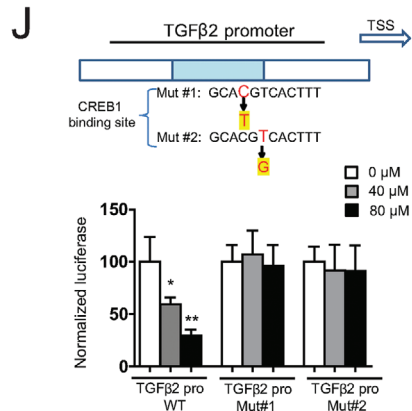 J
TGFβ2 promoter
TSS
Mut #1: GCACGTCACTTT
CREB1
binding site
T
Mut #2: GCACGTCACTTT
G
0 μM
40 μM
80 μM
Normalized luciferase
150
100
50
0
*
**
TGFβ2 pro
WT
TGFβ2 pro
Mut#1
TGFβ2 pro
Mut#2